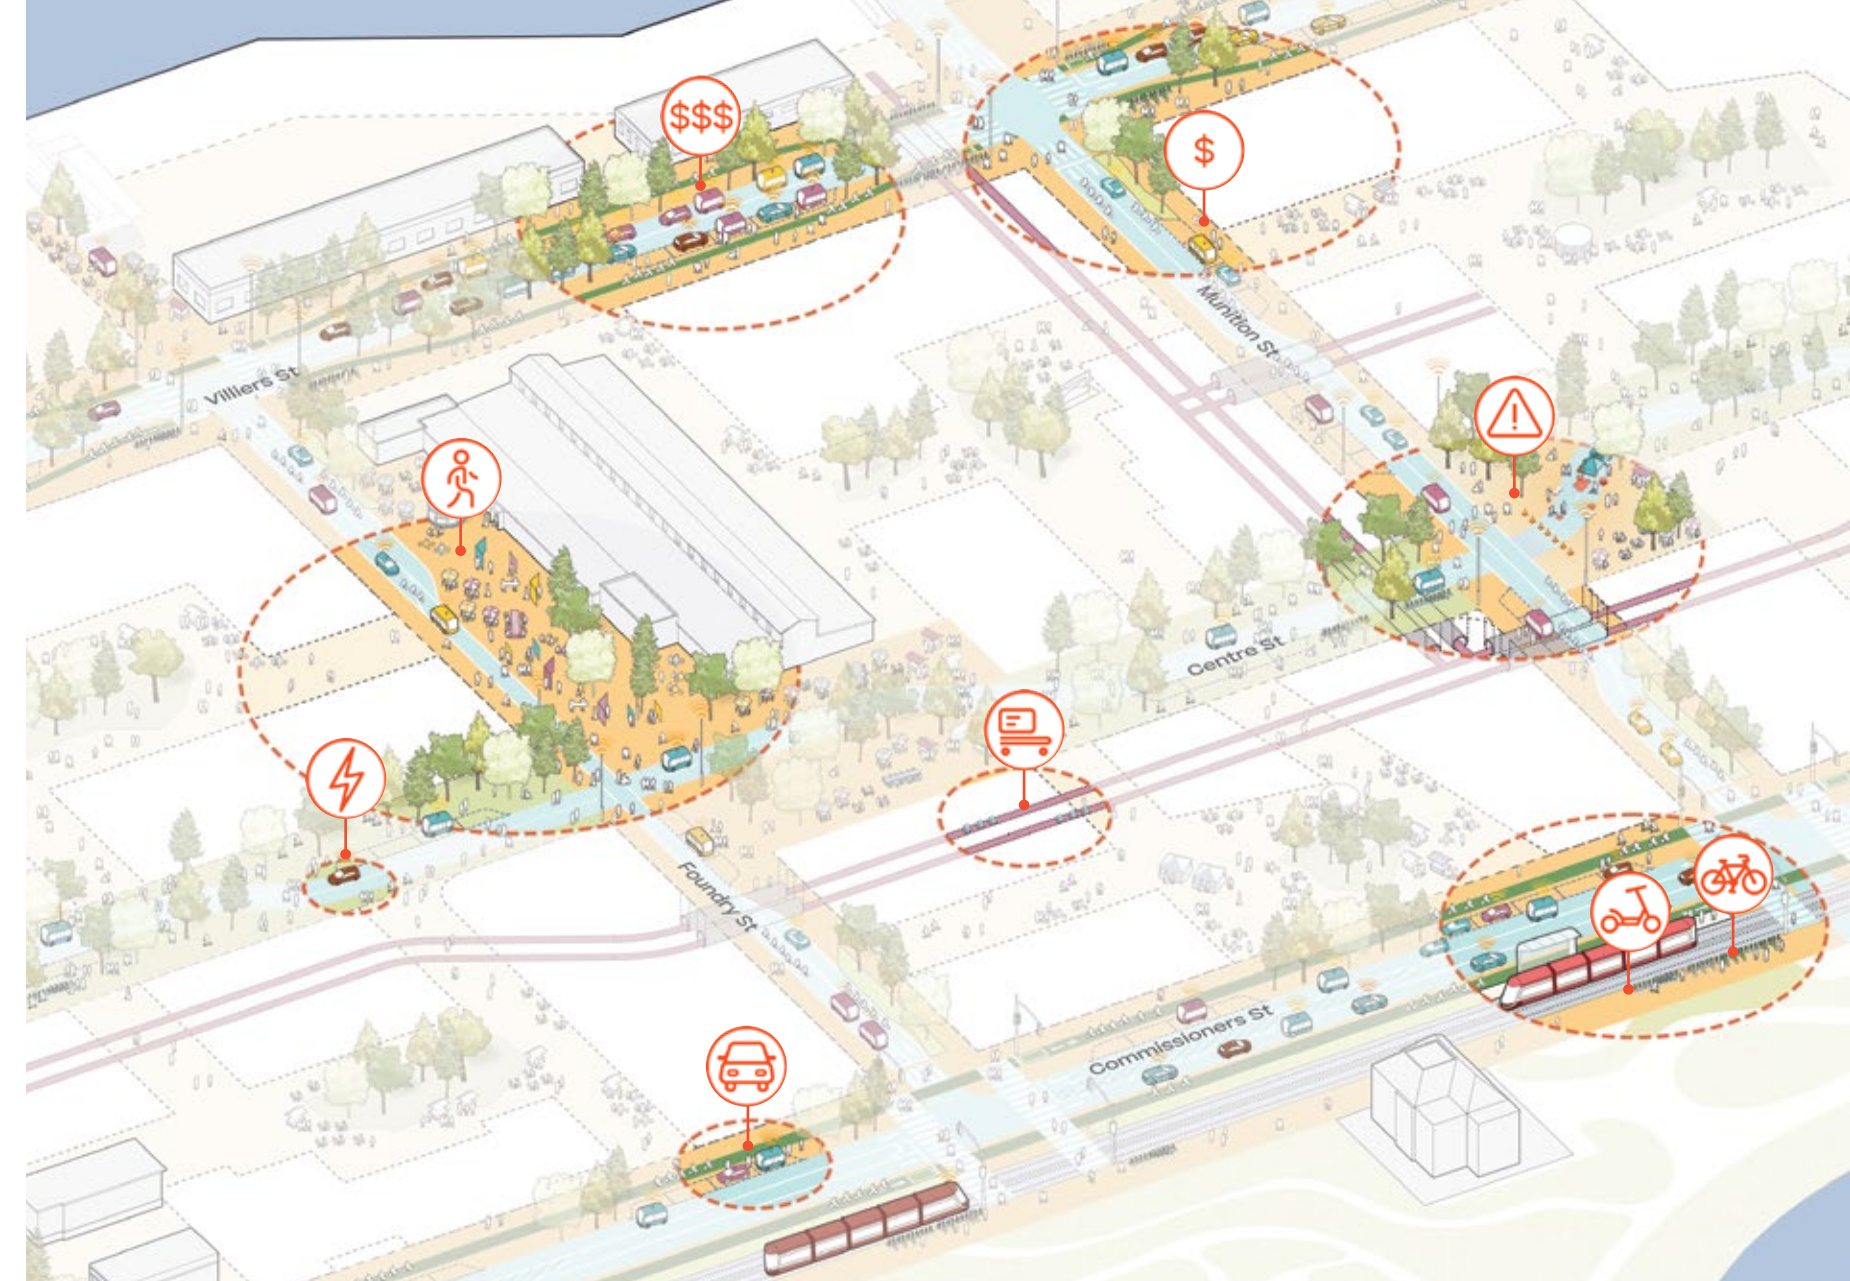 $$$
$
Munition St
Villiers St
Centre St
Foundry St
Commissioners St